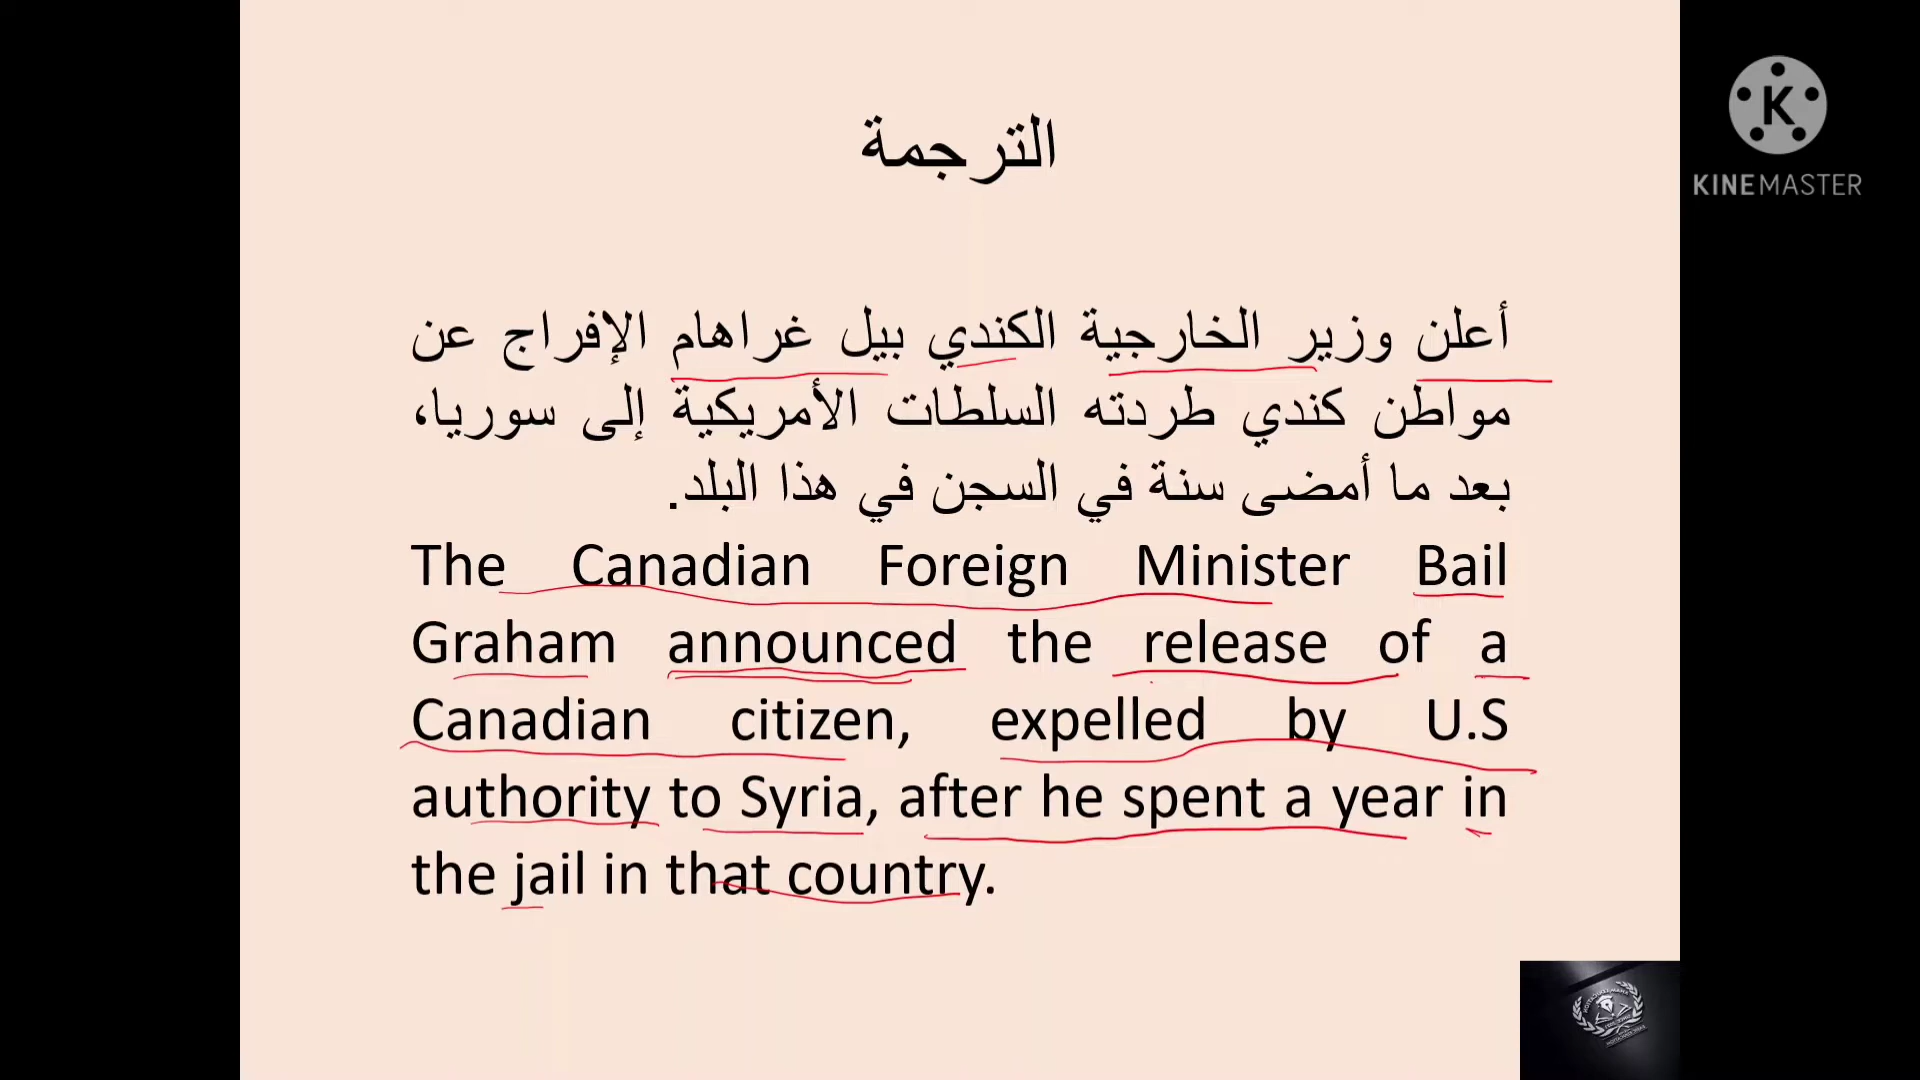 الترجمة
أعلن وزير الخارجية الكندي بيل غراهام الإفراج عن
مواطن كندي طردته السلطات الأمريكية إلى سوريا،
بعد ما أمضى سنة في السجن في هذا البلد.
The Canadian Foreign Minister Bail
Graham announced the release of a
Canadian citizen, expelled by U.S
authority to Syria, after he spent a year in
the jail in that country.
K
KINEMASTER